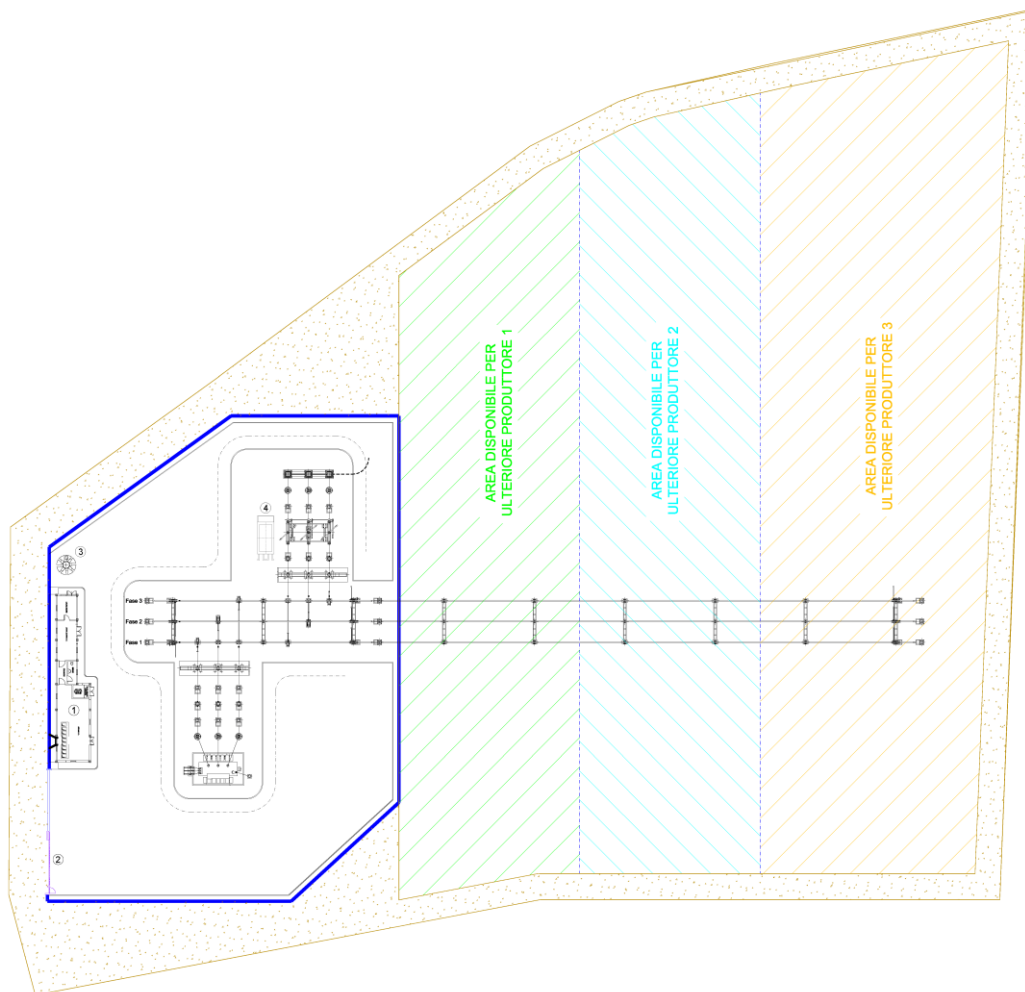 AREA DISPONIBILE PER
ULTERIORE PRODUTTORE 1
AREA DISPONIBILE PER
ULTERIORE PRODUTTORE 2
AREA DISPONIBILE PER
ULTERIORE PRODUTTORE 3
4
3
Fase 3
Fase 2
Fase 1
1
2